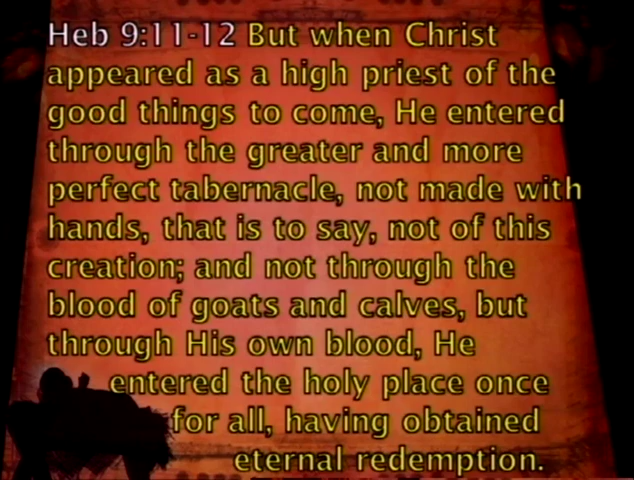 Heb 9:11-12 But when Christ
appeared as a high priest of the
good things to come, He entered
through the greater and more
perfect tabernacle, not made with
hands, that is to say, not of this
creation; and not through the
blood of goats and calves, but
through His own blood, He
entered the holy place once
for all, having obtained
eternal redemption.